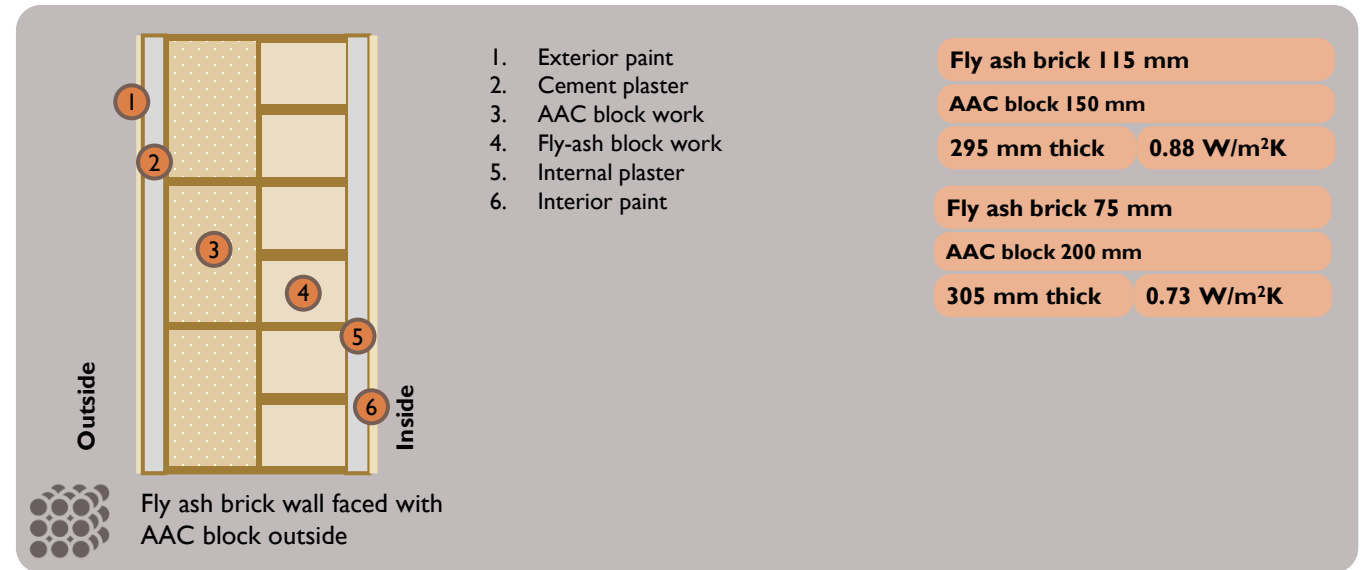 1
2
3
4
5
6
Outside
Inside
Fly ash brick wall faced with
AAC block outside
1. Exterior paint
2. Cement plaster
3. AAC block work
4. Fly-ash block work
5. Internal plaster
6. Interior paint
Fly ash brick 115 mm
AAC block 150 mm
295 mm thick 0.88 W/m²K
Fly ash brick 75 mm
AAC block 200 mm
305 mm thick 0.73 W/m²K